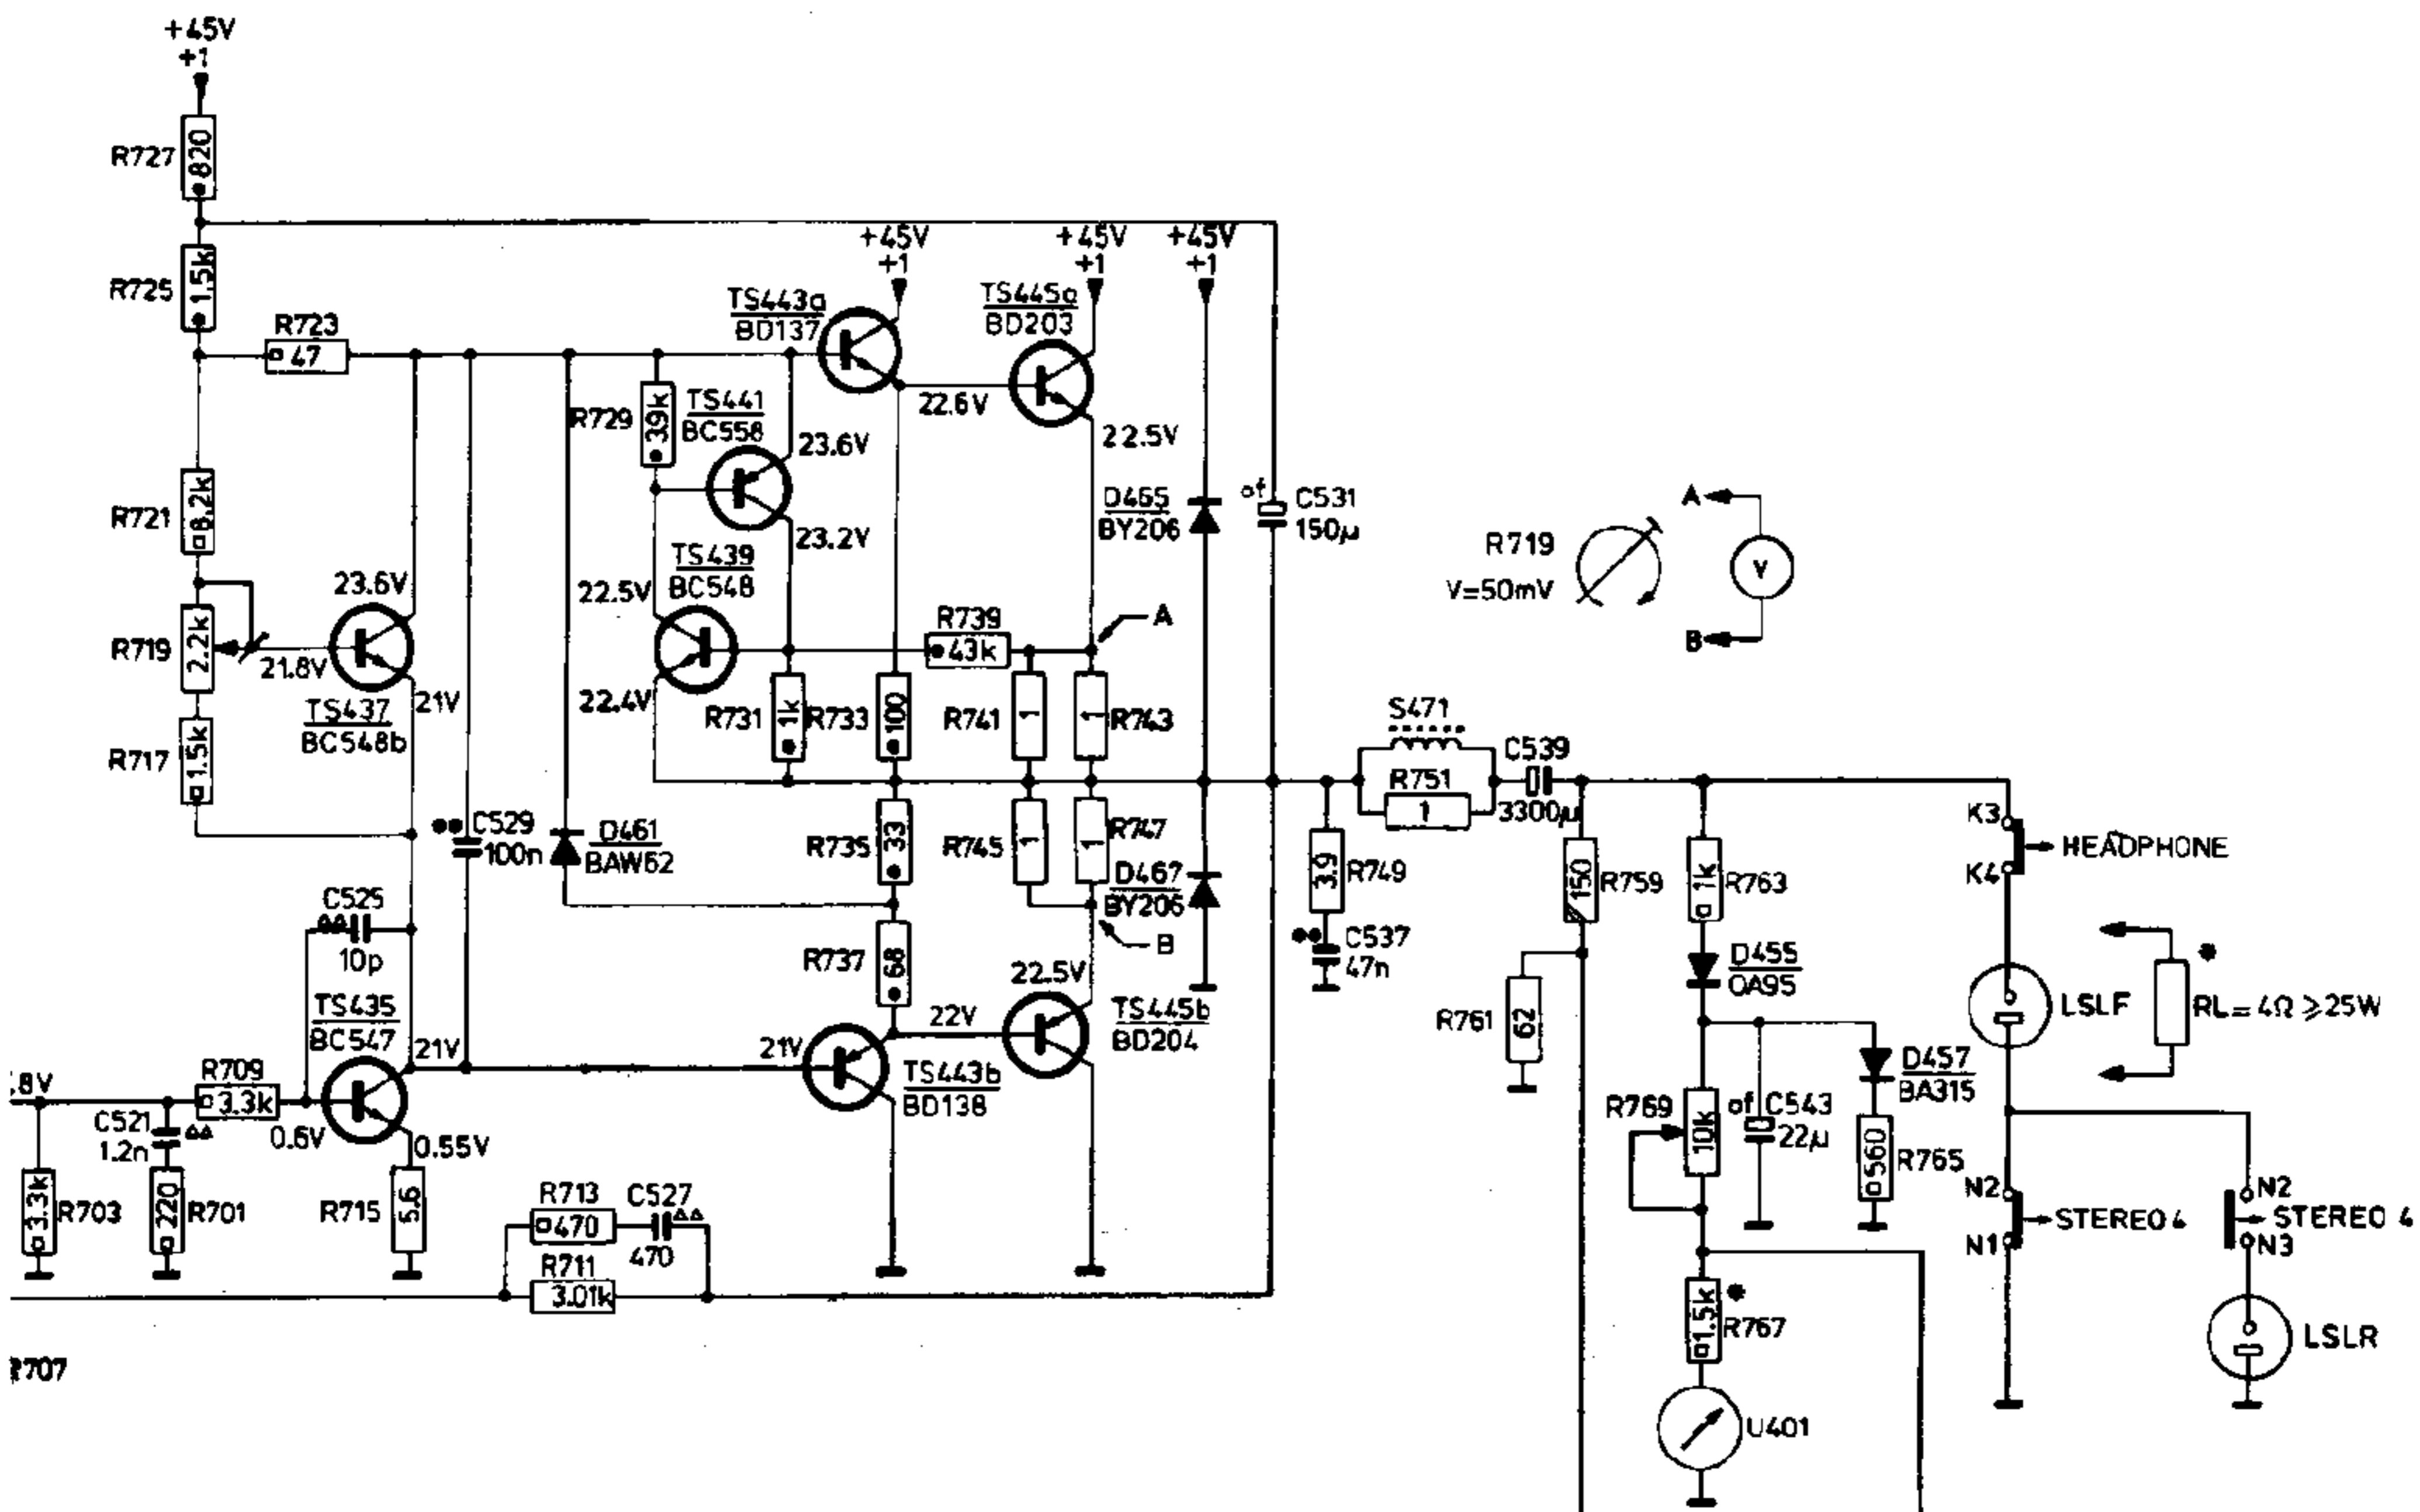 +45V
+1
R727
820
R725
1.5k
R723
47
+45V
+1
+45V
+1
+45V
+1
TS443a
BD137
TS445a
BD203
R729
39k
TS441
BC558
23.6V
22.6V
22.5V
R721
8.2k
23.2V
D465
BY206
of
C531
150µ
A
R719
V=50mV
V
B
TS439
BC548
22.5V
23.6V
R719
2.2k
21.8V
R739
43k
A
TS437
BC548b
21V
22.4V
R731
1k
R733
100
R741
1
R743
1
R717
1.5k
S471
C539
3300µ
R751
1
C529
100n
D461
BAW62
R735
33
R745
1
R747
1
D467
BY206
R749
3.9
R759
150
R763
1k
K3
K4
HEADPHONE
C525
10p
R737
68
B
C537
47n
D455
OA95
TS435
BC547
21V
21V
22V
22.5V
TS445b
BD204
TS443b
BD138
R761
62
LSLF
*
RL=4Ω ≥25W
D457
BA315
.8V
R709
3.3k
C521
1.2n
0.6V
0.55V
R769
10k
of
C543
22µ
R765
560
R703
3.3k
R701
220
R715
5.6
R713
470
C527
470
R711
3.01k
N2
N1
STEREO 4
N2
N3
STEREO 4
R767
1.5k
*
LSLR
R707
U401